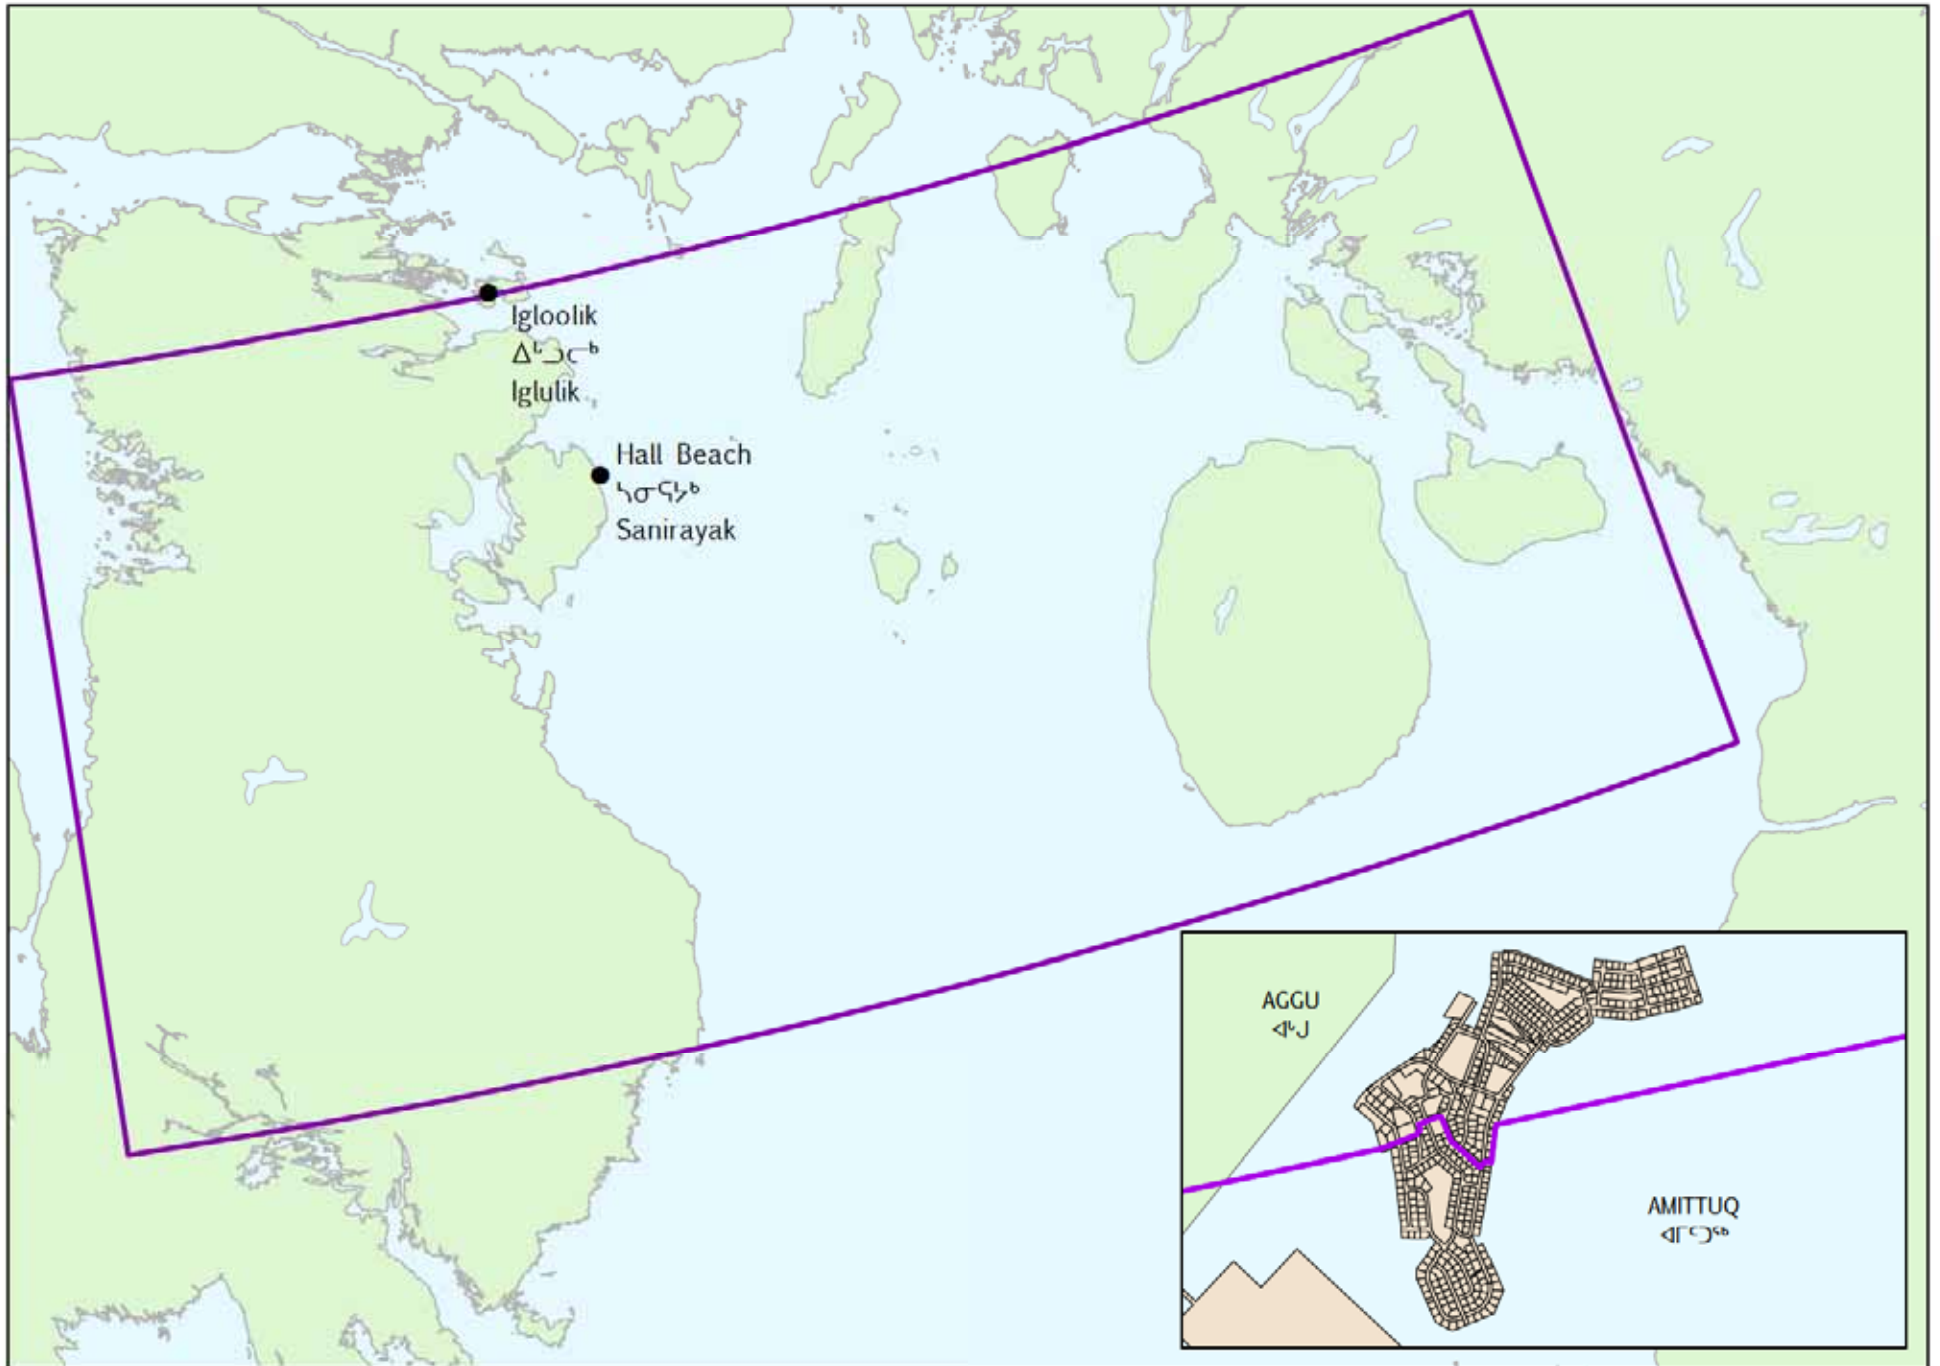 Igloolik
ᐃᒡᓗᓕᒃ
Iglulik
Hall Beach
ᓴᓂᕋᔭᒃ
Sanirayak
AGGU
ᐊᒡᒍ
AMITTUQ
ᐊᒥᑦᑐᖅ